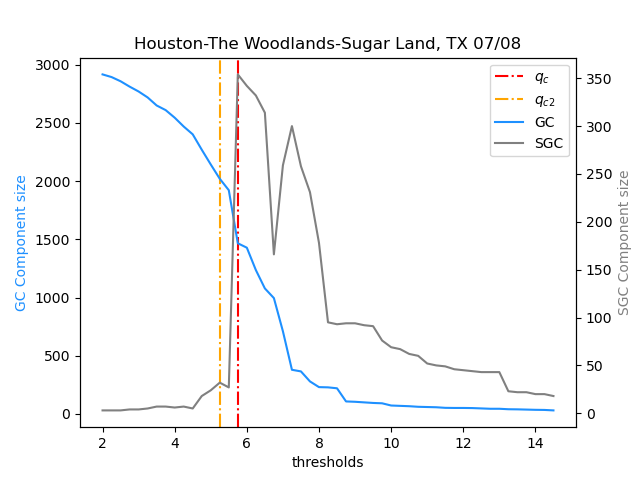 Houston-The Woodlands-Sugar Land, TX 07/08
3000
2500
2000
1500
1000
500
0
GC Component size
350
300
250
200
150
100
50
0
SGC Component size
q_c
q_{c2}
GC
SGC
2 4 6 8 10 12 14
thresholds